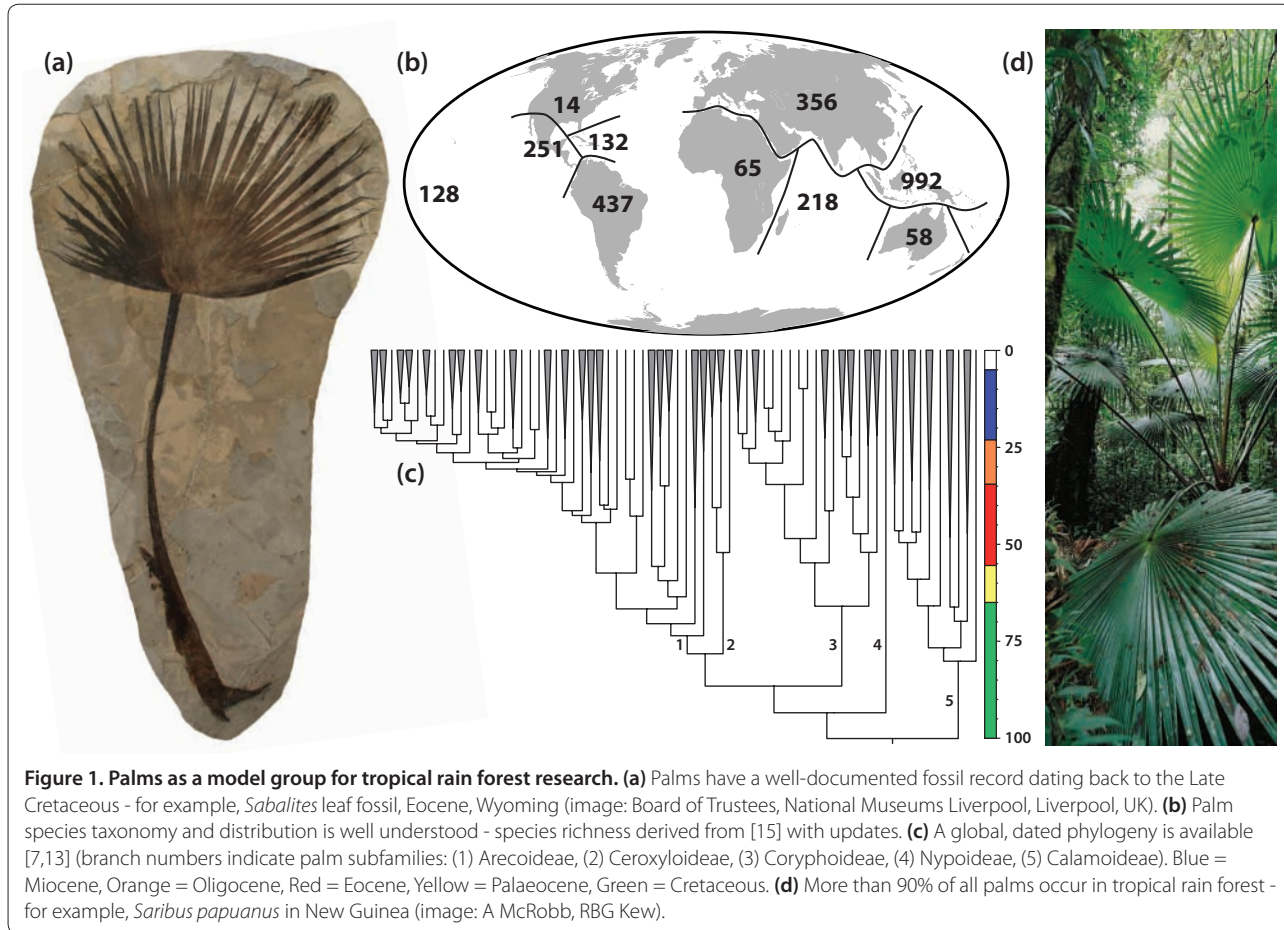 (a)
(b)
(d)
14
356
251
132
128
65
992
437
218
58
0
(c)
25
50
1
2
3
4
75
5
100
Figure 1. Palms as a model group for tropical rain forest research. (a) Palms have a well-documented fossil record dating back to the Late
Cretaceous - for example, Sabalites leaf fossil, Eocene, Wyoming (image: Board of Trustees, National Museums Liverpool, Liverpool, UK). (b) Palm
species taxonomy and distribution is well understood - species richness derived from [15] with updates. (c) A global, dated phylogeny is available
[7,13] (branch numbers indicate palm subfamilies: (1) Arecoideae, (2) Ceroxyloideae, (3) Coryphoideae, (4) Nypoideae, (5) Calamoideae). Blue =
Miocene, Orange = Oligocene, Red = Eocene, Yellow = Palaeocene, Green = Cretaceous. (d) More than 90% of all palms occur in tropical rain forest -
for example, Saribus papuanus in New Guinea (image: A McRobb, RBG Kew).